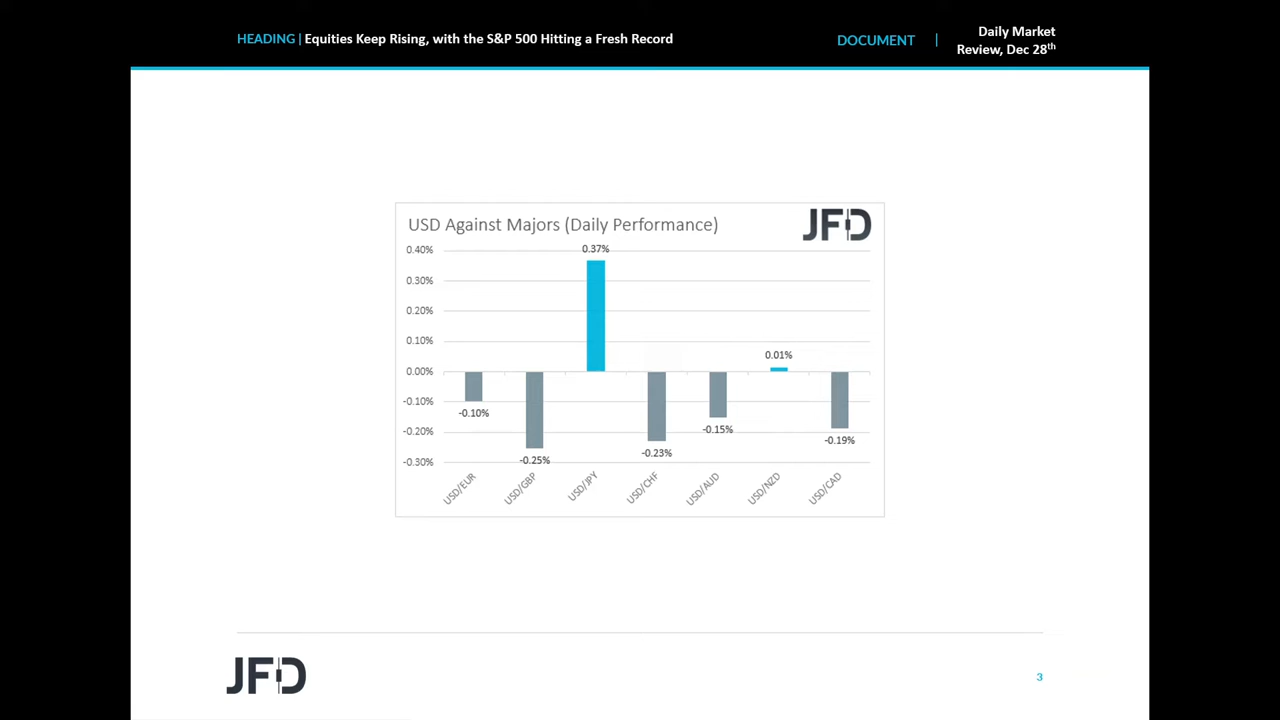 HEADING | Equities Keep Rising, with the S&P 500 Hitting a Fresh Record
DOCUMENT |
Daily Market
Review, Dec 28th
USD Against Majors (Daily Performance)
JFD
0.40%
0.30%
0.20%
0.10%
0.00%
-0.10%
-0.20%
-0.30%
-0.10%
-0.25%
0.37%
-0.23%
-0.15%
0.01%
-0.19%
USD/EUR
USD/GBP
USD/JPY
USD/CHF
USD/AUD
USD/NZD
USD/CAD
JFD
3